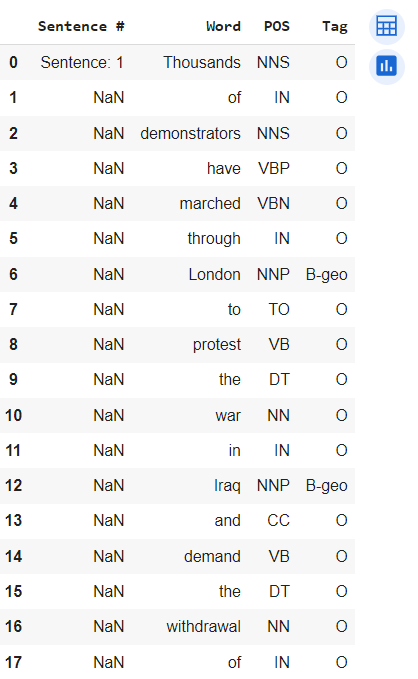 Sentence # Word POS Tag
0 Sentence: 1 Thousands NNS O
1 NaN of IN O
2 NaN demonstrators NNS O
3 NaN have VBP O
4 NaN marched VBN O
5 NaN through IN O
6 NaN London NNP B-geo
7 NaN to TO O
8 NaN protest VB O
9 NaN the DT O
10 NaN war NN O
11 NaN in IN O
12 NaN Iraq NNP B-geo
13 NaN and CC O
14 NaN demand VB O
15 NaN the DT O
16 NaN withdrawal NN O
17 NaN of IN O